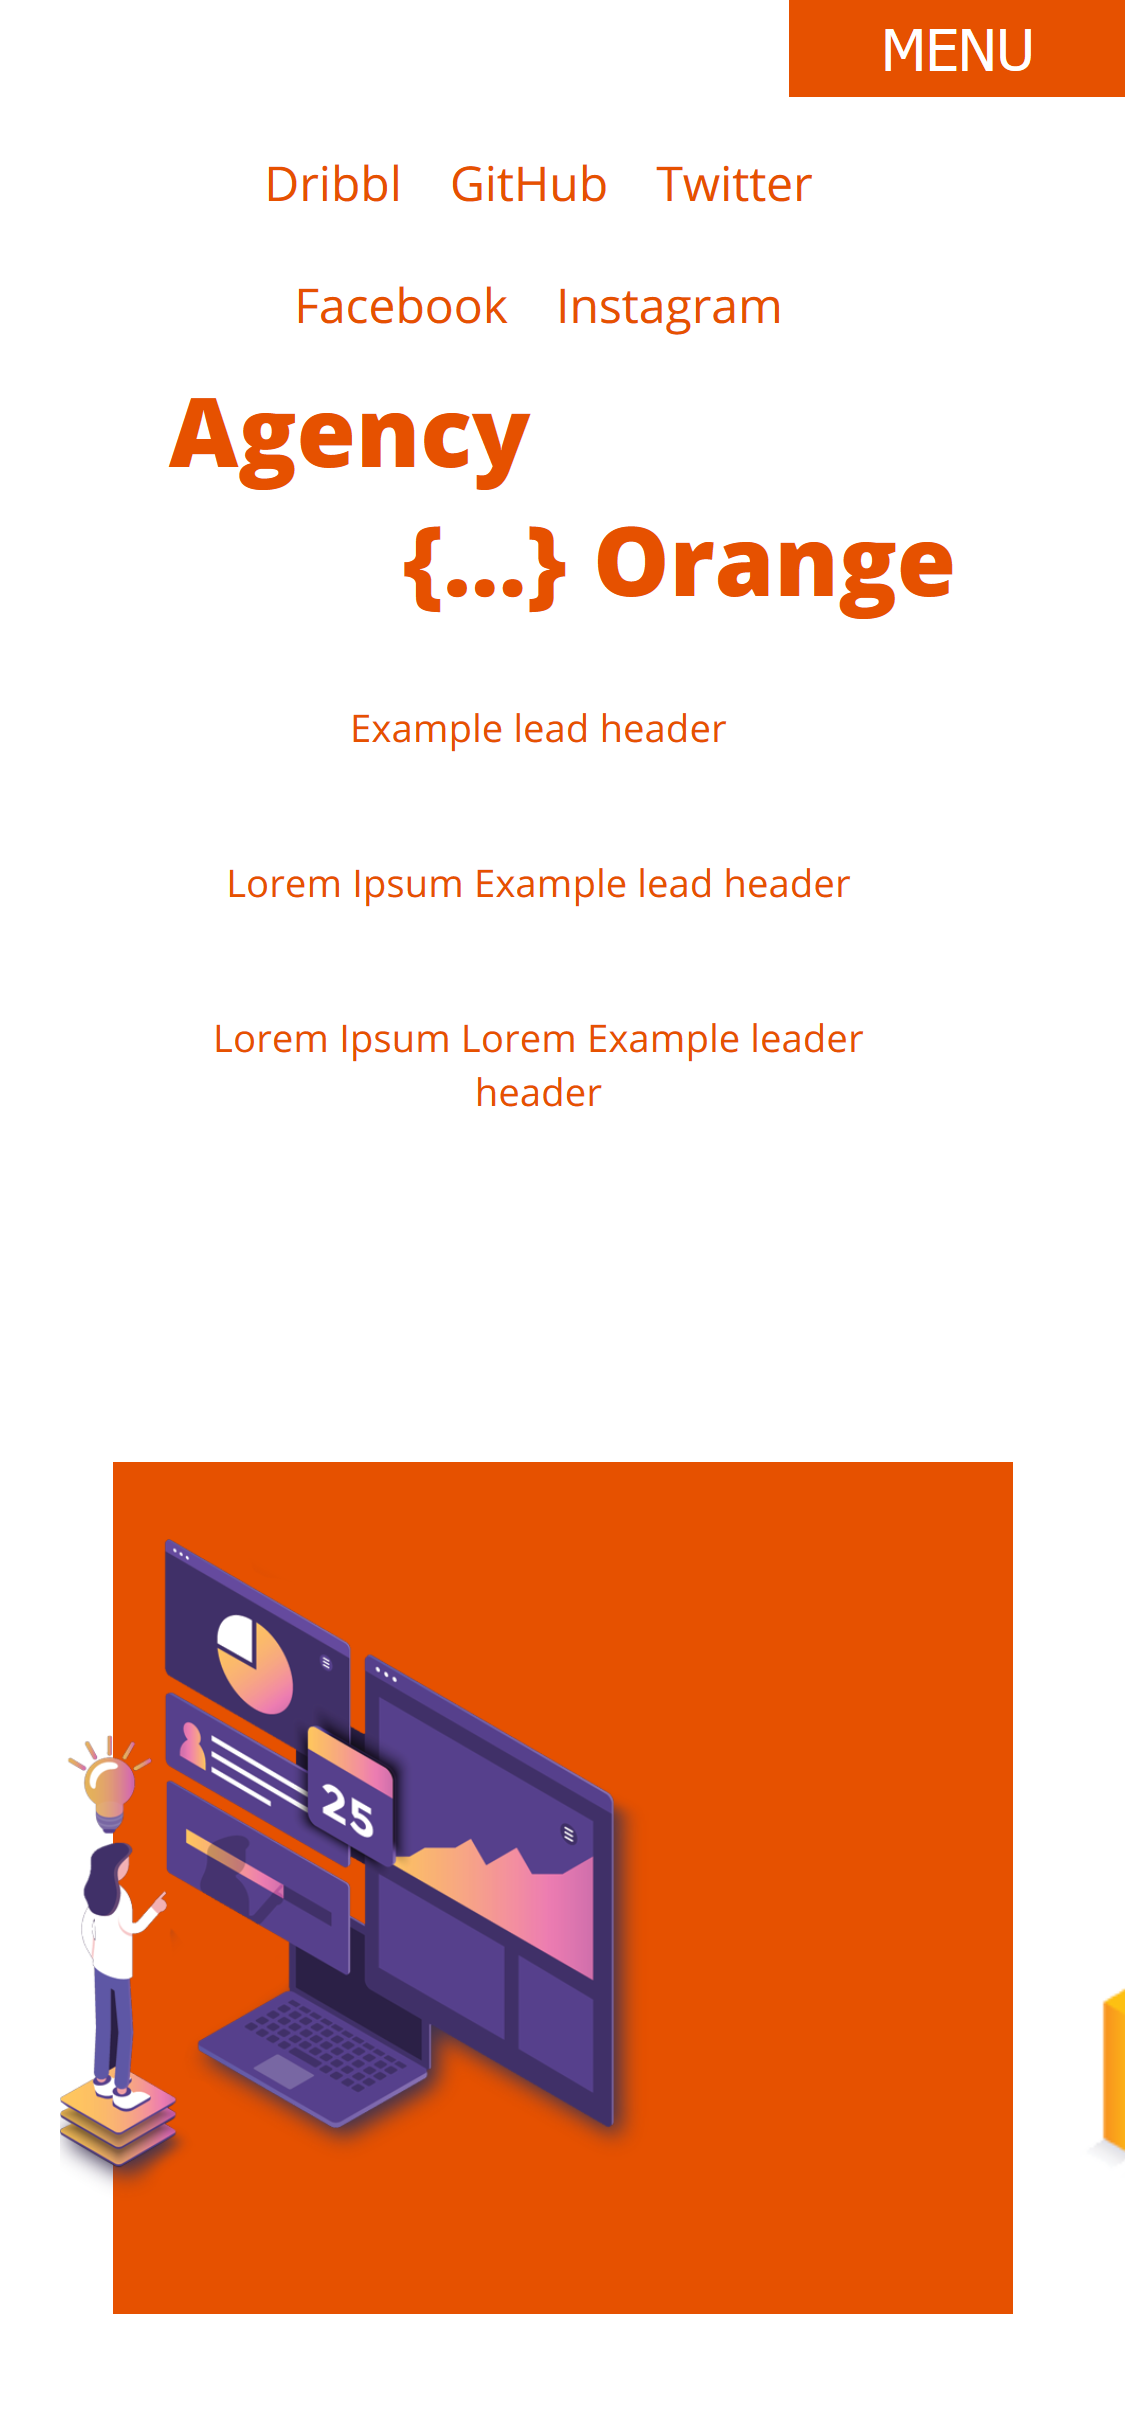 MENU
Dribbl GitHub Twitter
Facebook Instagram
Agency
{...} Orange
Example lead header
Lorem Ipsum Example lead header
Lorem Ipsum Lorem Example leader
header
25